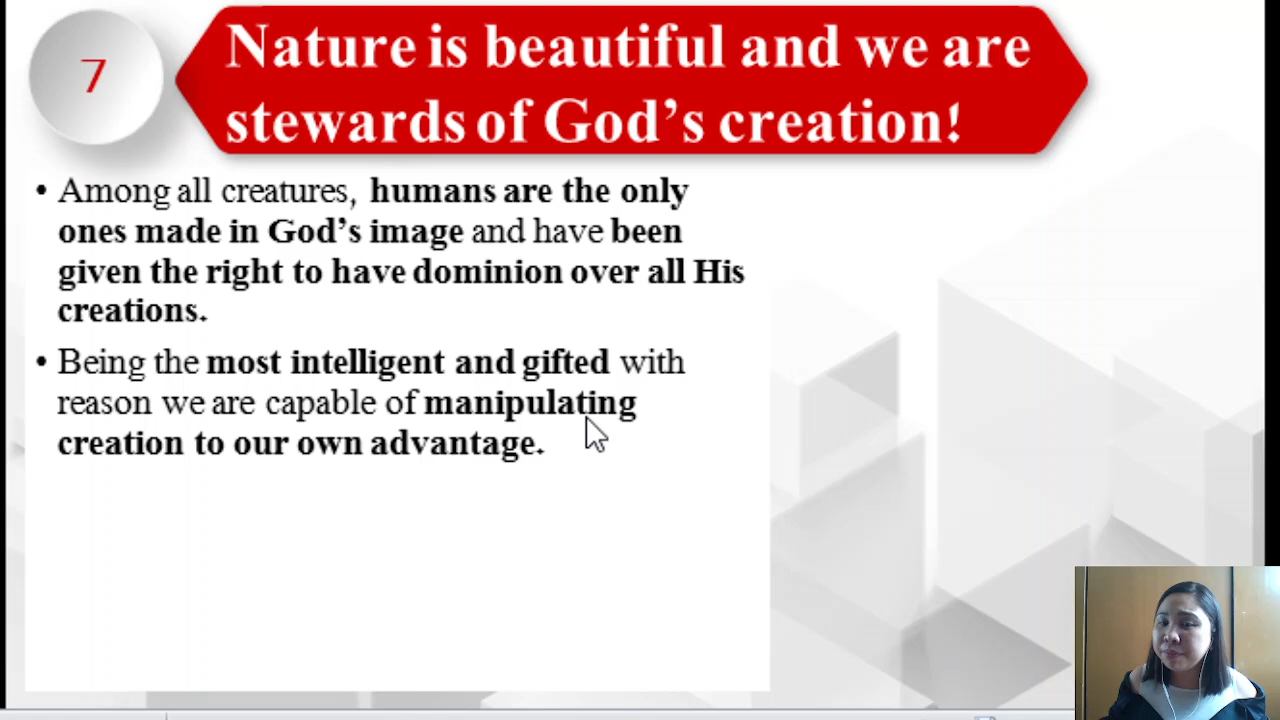 7
Nature is beautiful and we are
stewards of God’s creation!
• Among all creatures, humans are the only
ones made in God’s image and have been
given the right to have dominion over all His
creations.
• Being the most intelligent and gifted with
reason we are capable of manipulating
creation to our own advantage.